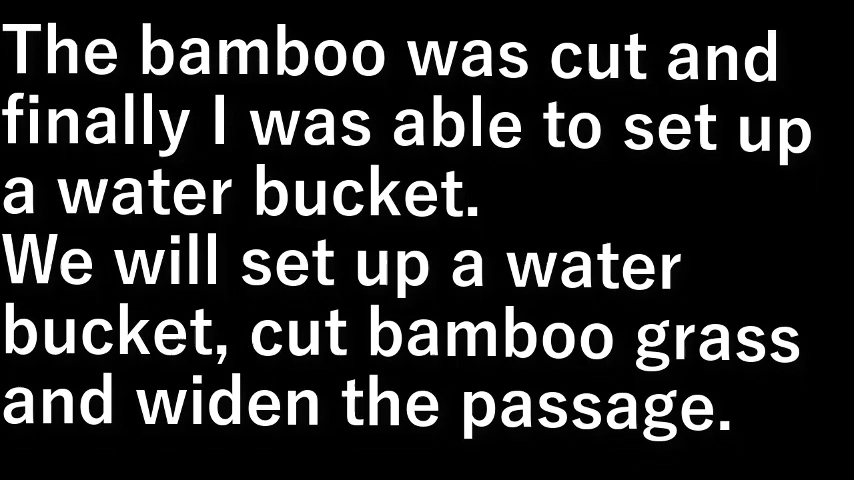 The bamboo was cut and
finally I was able to set up
a water bucket.
We will set up a water
bucket, cut bamboo grass
and widen the passage.